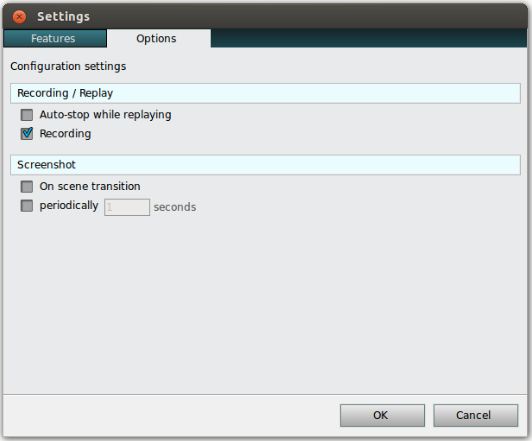 Settings
Features Options
Configuration settings
Recording / Replay
Auto-stop while replaying
Recording
Screenshot
On scene transition
periodically 1 seconds
OK Cancel